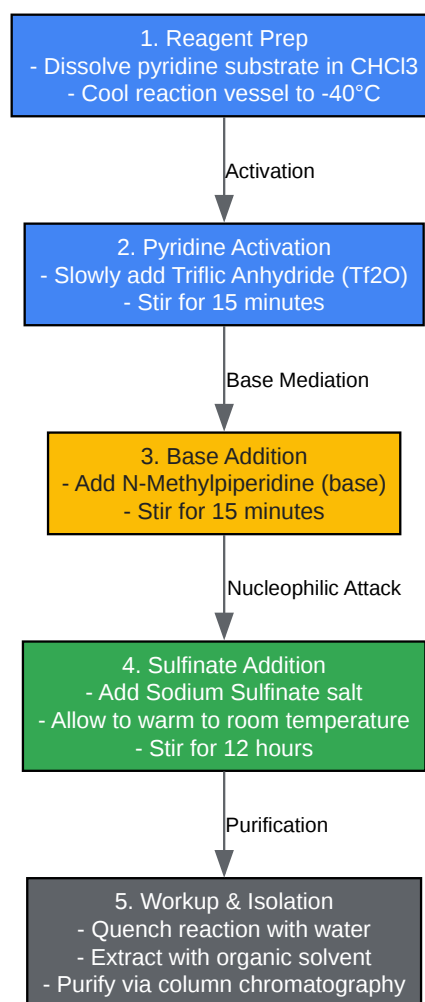 1. Reagent Prep
- Dissolve pyridine substrate in CHCl3
- Cool reaction vessel to -40°C
Activation
2. Pyridine Activation
- Slowly add Triflic Anhydride (Tf2O)
- Stir for 15 minutes
Base Mediation
3. Base Addition
- Add N-Methylpiperidine (base)
- Stir for 15 minutes
Nucleophilic Attack
4. Sulfinate Addition
- Add Sodium Sulfinate salt
- Allow to warm to room temperature
- Stir for 12 hours
Purification
5. Workup & Isolation
- Quench reaction with water
- Extract with organic solvent
- Purify via column chromatography